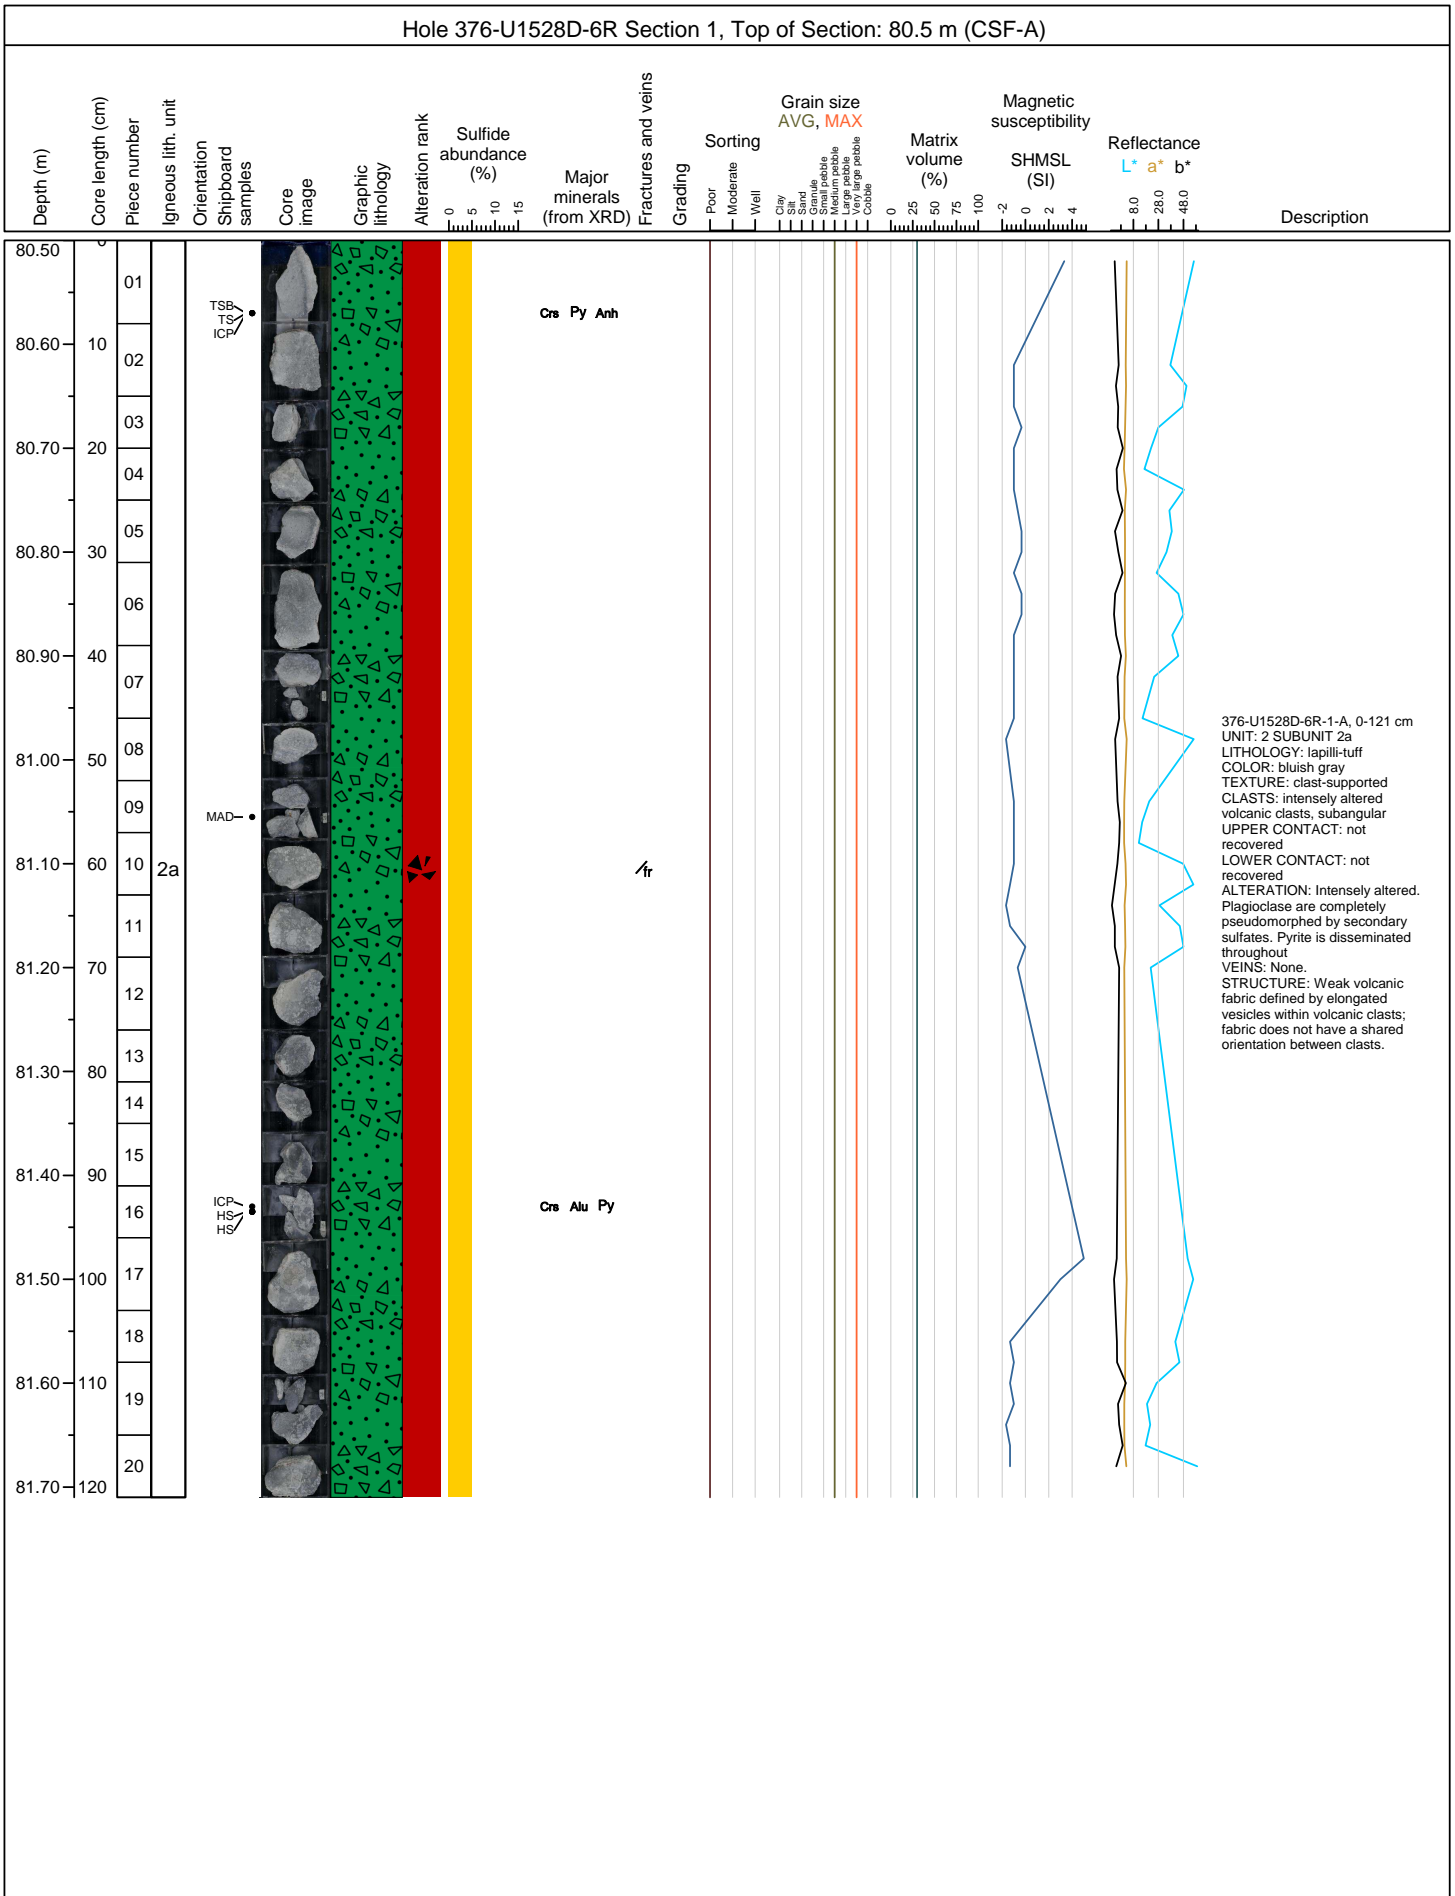 Hole 376-U1528D-6R Section 1, Top of Section: 80.5 m (CSF-A)
Depth (m)
Core length (cm)
Piece number
Igneous lith. unit
Orientation
Shipboard
samples
Core
image
Graphic
lithology
Alteration rank
Sulfide
abundance
(%)
0 5 10 15
Major
minerals
(from XRD)
Fractures and veins
Grading
Sorting
Poor
Moderate
Well
Grain size
AVG, MAX
Clay
Silt
Sand
Granule
Small pebble
Medium pebble
Large pebble
Very large pebble
Cobble
Matrix
volume
(%)
0 25 50 75 100
Magnetic
susceptibility
SHMSL
(SI)
-2 0 2 4
Reflectance
L* a* b*
8.0 28.0 48.0
Description
80.50
80.60
80.70
80.80
80.90
81.00
81.10
81.20
81.30
81.40
81.50
81.60
81.70
0
10
20
30
40
50
60
70
80
90
100
110
120
01
02
03
04
05
06
07
08
09
10
11
12
13
14
15
16
17
18
19
20
2a
TSB
TS
ICP
MAD
ICP
HS
HS
Crs Py Anh
fr
Crs Alu Py
376-U1528D-6R-1-A, 0-121 cm
UNIT: 2 SUBUNIT 2a
LITHOLOGY: lapilli-tuff
COLOR: bluish gray
TEXTURE: clast-supported
CLASTS: intensely altered
volcanic clasts, subangular
UPPER CONTACT: not
recovered
LOWER CONTACT: not
recovered
ALTERATION: Intensely altered.
Plagioclase are completely
pseudomorphed by secondary
sulfates. Pyrite is disseminated
throughout
VEINS: None.
STRUCTURE: Weak volcanic
fabric defined by elongated
vesicles within volcanic clasts;
fabric does not have a shared
orientation between clasts.